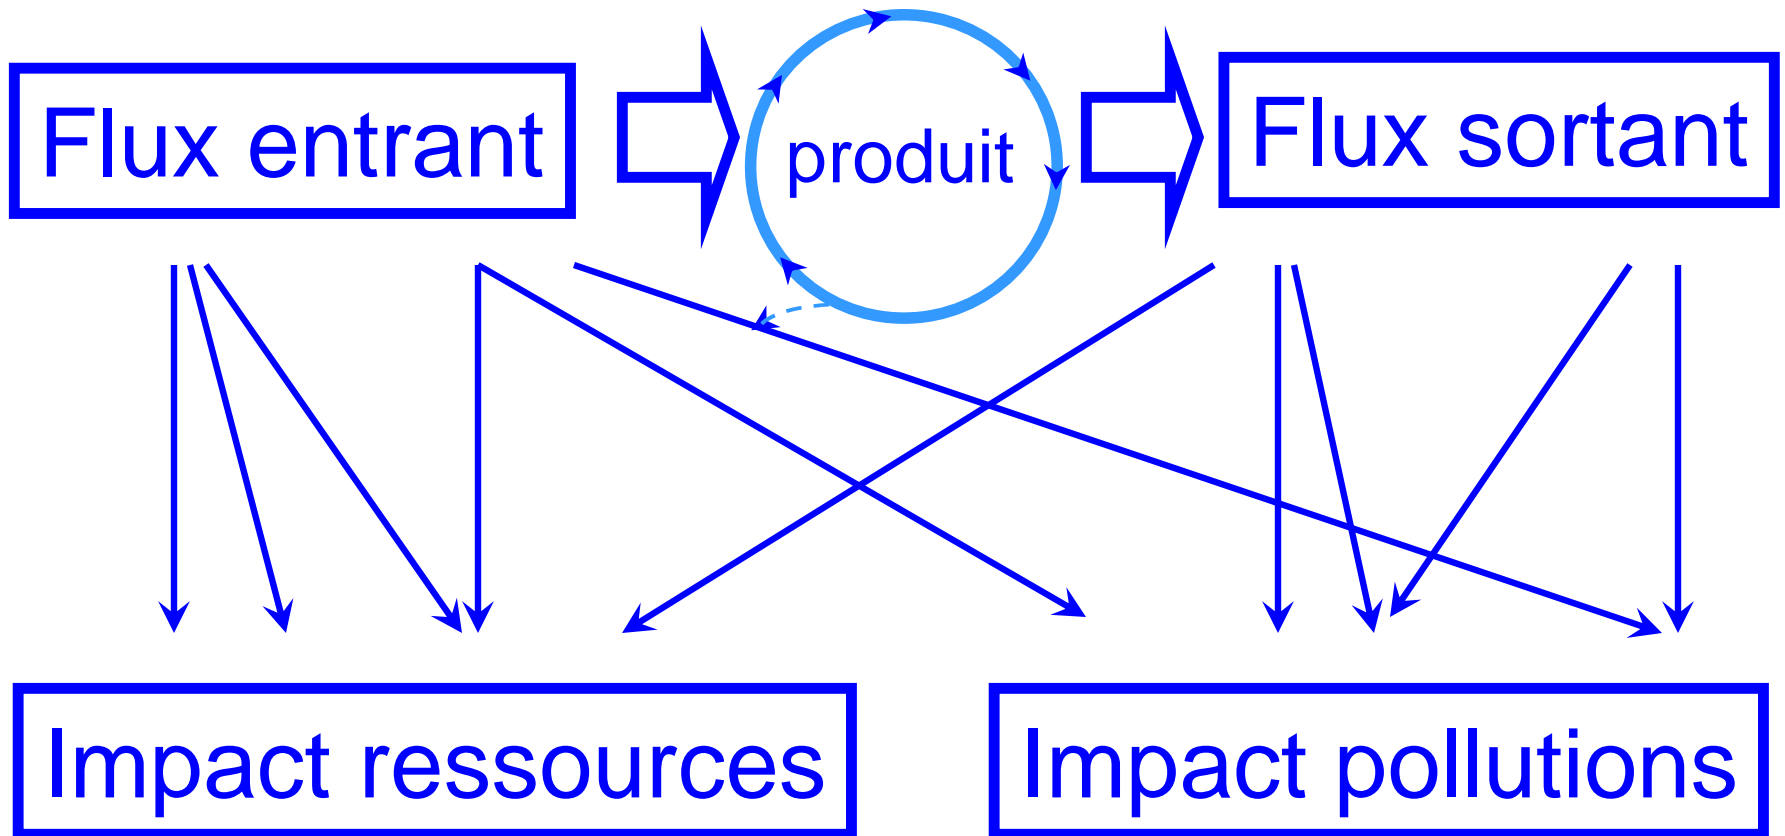 Flux entrant
produit
Flux sortant
Impact ressources
Impact pollutions